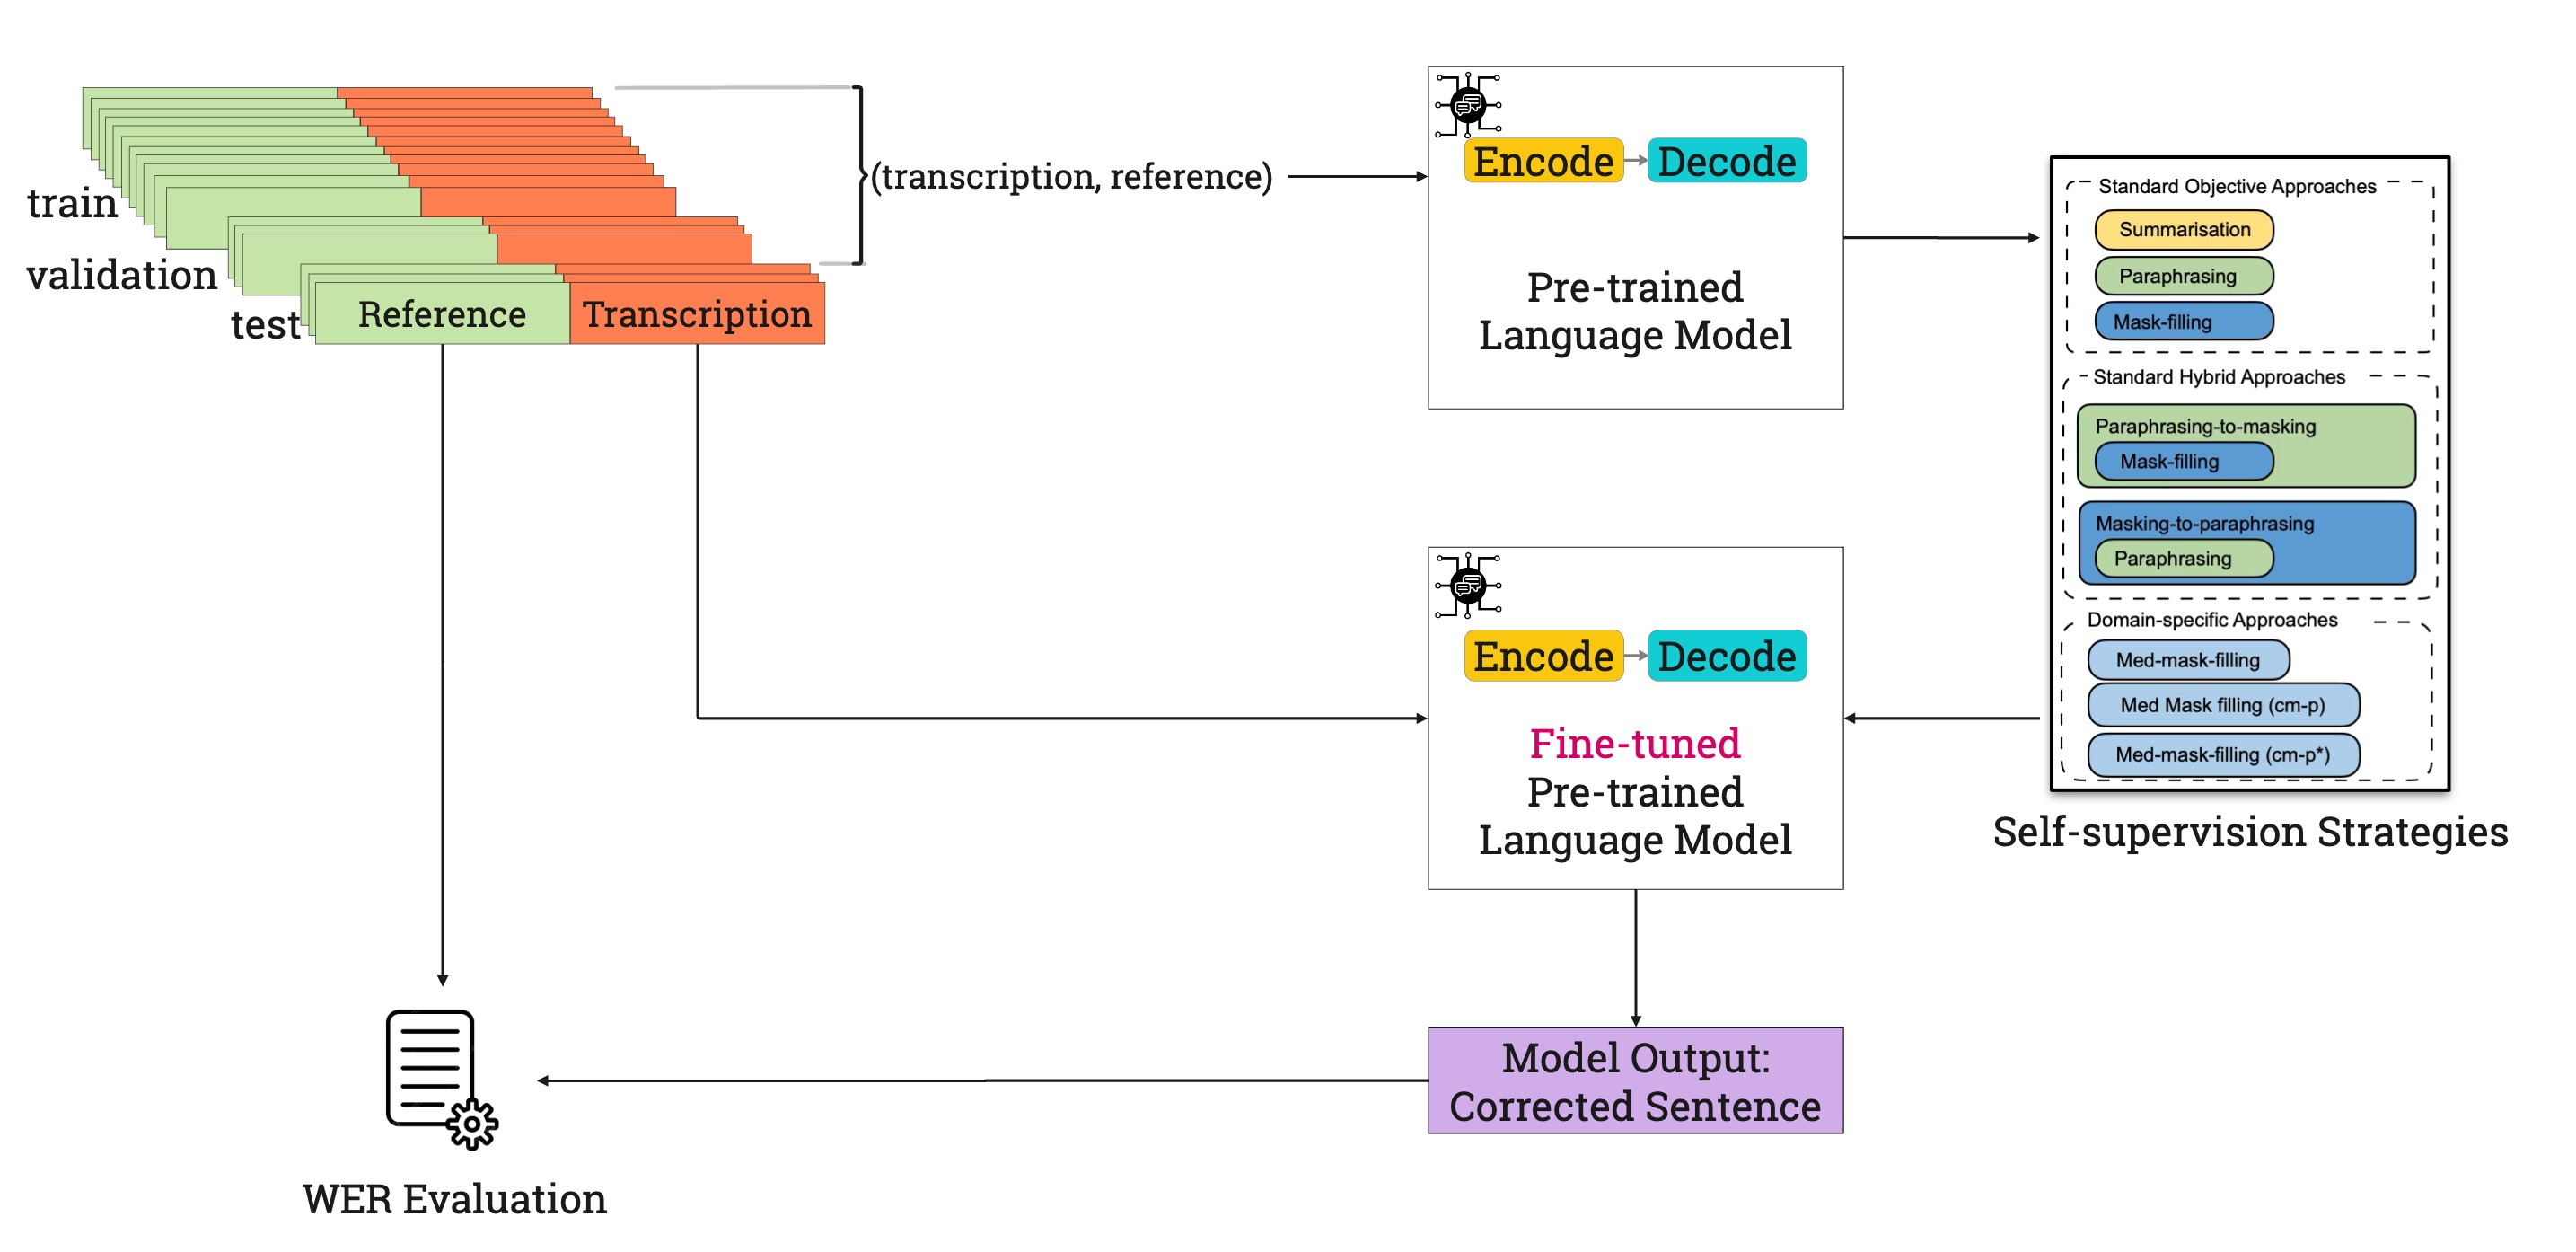 train
validation
test
Reference
Transcription
(transcription, reference)
Encode
Decode
Pre-trained
Language Model
Standard Objective Approaches
Summarisation
Paraphrasing
Mask-filling
Standard Hybrid Approaches
Paraphrasing-to-masking
Mask-filling
Masking-to-paraphrasing
Paraphrasing
Domain-specific Approaches
Med-mask-filling
Med Mask filling (cm-p)
Med-mask-filling (cm-p*)
Self-supervision Strategies
Encode
Decode
Fine-tuned
Pre-trained
Language Model
Model Output:
Corrected Sentence
WER Evaluation